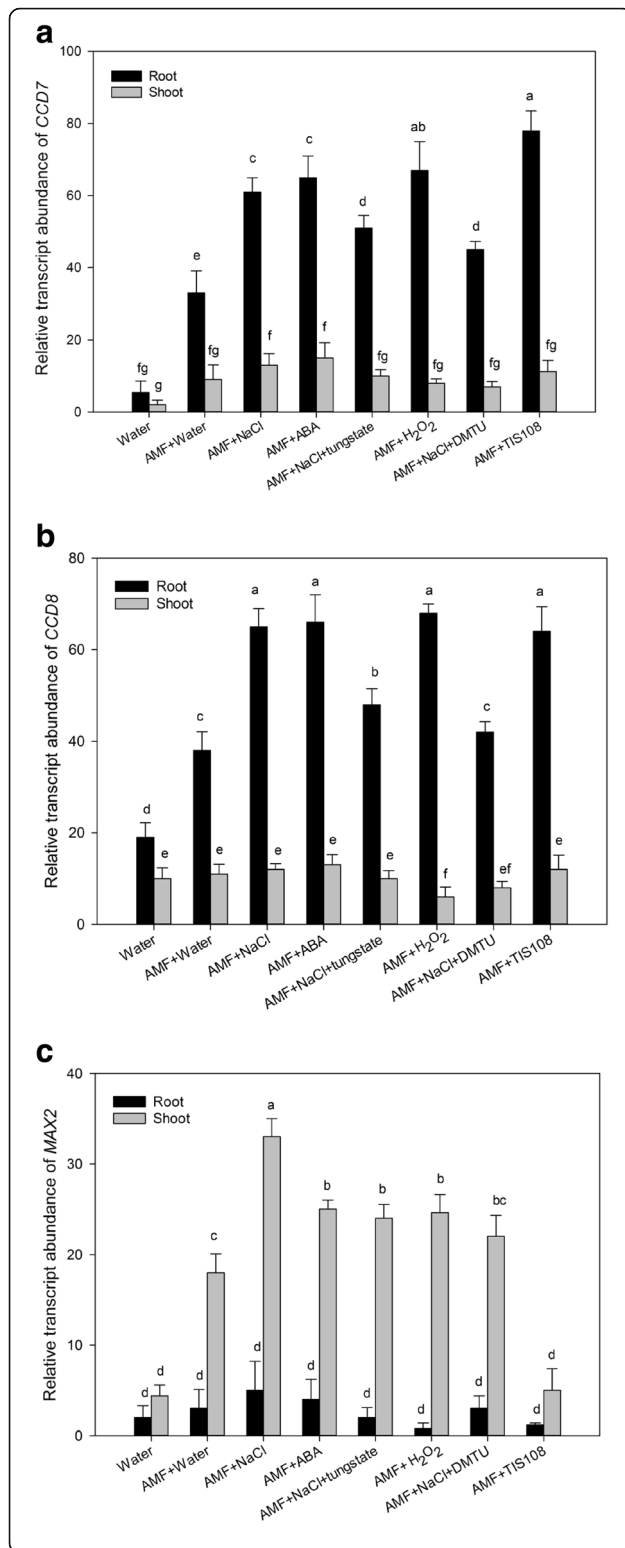 a
Relative transcript abundance of CCD7
100
80
60
40
20
0
Root
Shoot
fg
g
e
fg
c
f
c
f
d
fg
ab
fg
d
fg
a
fg
Water
AMF+Water
AMF+NaCl
AMF+ABA
AMF+NaCl+tungstate
AMF+H₂O₂
AMF+NaCl+DMTU
AMF+TIS108
b
Relative transcript abundance of CCD8
80
60
40
20
0
Root
Shoot
d
e
c
e
a
e
a
e
b
e
a
f
c
ef
a
e
Water
AMF+Water
AMF+NaCl
AMF+ABA
AMF+NaCl+tungstate
AMF+H₂O₂
AMF+NaCl+DMTU
AMF+TIS108
c
Relative transcript abundance of MAX2
40
30
20
10
0
Root
Shoot
d
d
d
c
d
a
d
b
d
b
d
b
d
bc
d
d
Water
AMF+Water
AMF+NaCl
AMF+ABA
AMF+NaCl+tungstate
AMF+H₂O₂
AMF+NaCl+DMTU
AMF+TIS108